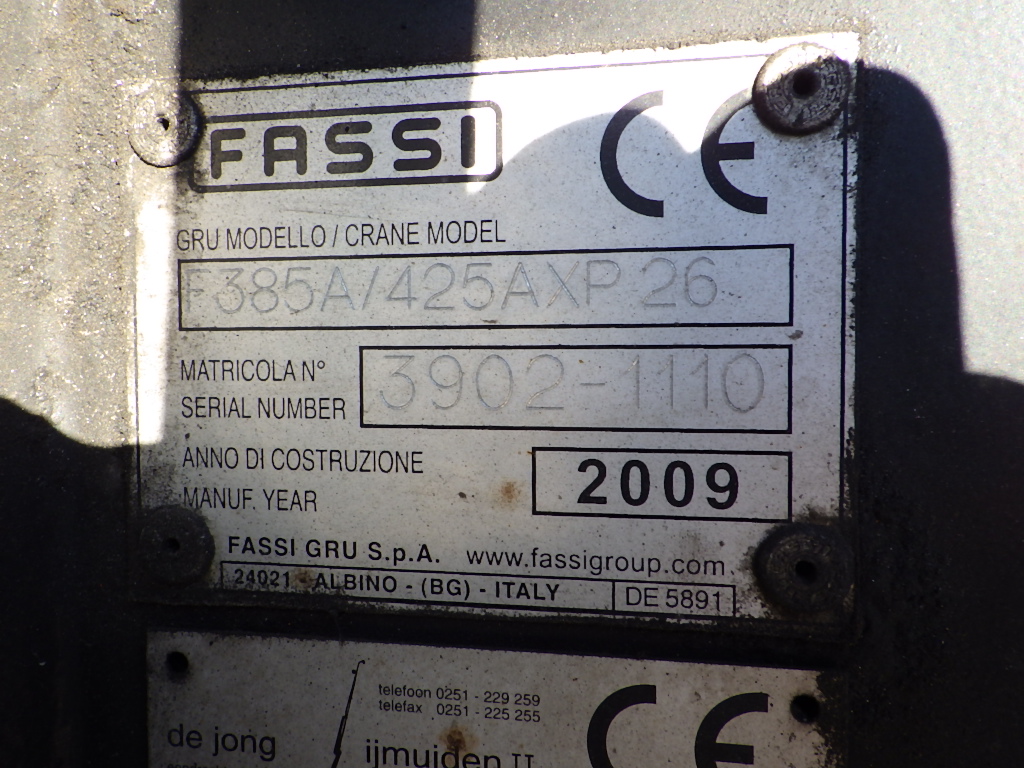 FASSI CE
GRU MODELLO / CRANE MODEL
F385A/425AXP 26
MATRICOLA N°
SERIAL NUMBER
3902-1110
ANNO DI COSTRUZIONE
MANUF. YEAR
2009
FASSI GRU S.p.A. www.fassigroup.com
24021 - ALBINO - (BG) - ITALY DE 5891
telefoon 0251 - 229 259
telefax 0251 - 225 255
CE
de jong
ijmuiden